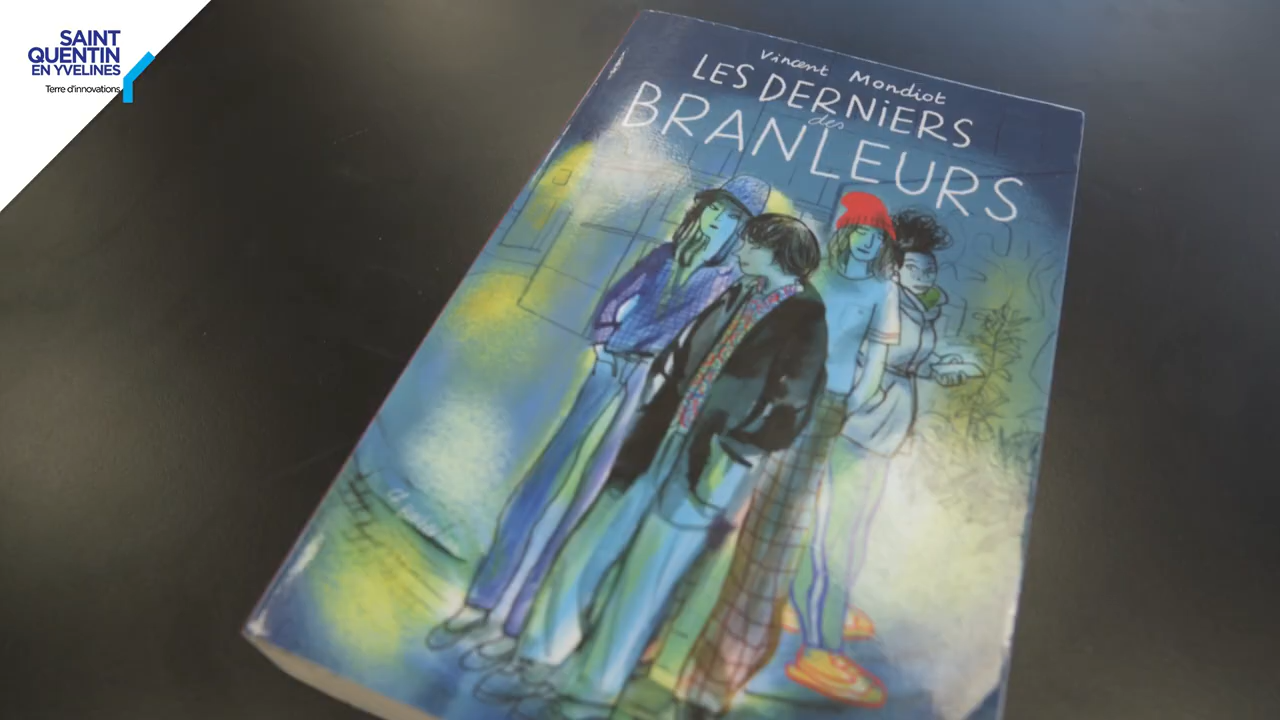 SAINT
QUENTIN
EN YVELINES
Terre d'innovations
Vincent Mondiot
LES DERNiERS
des
BRANLEURS